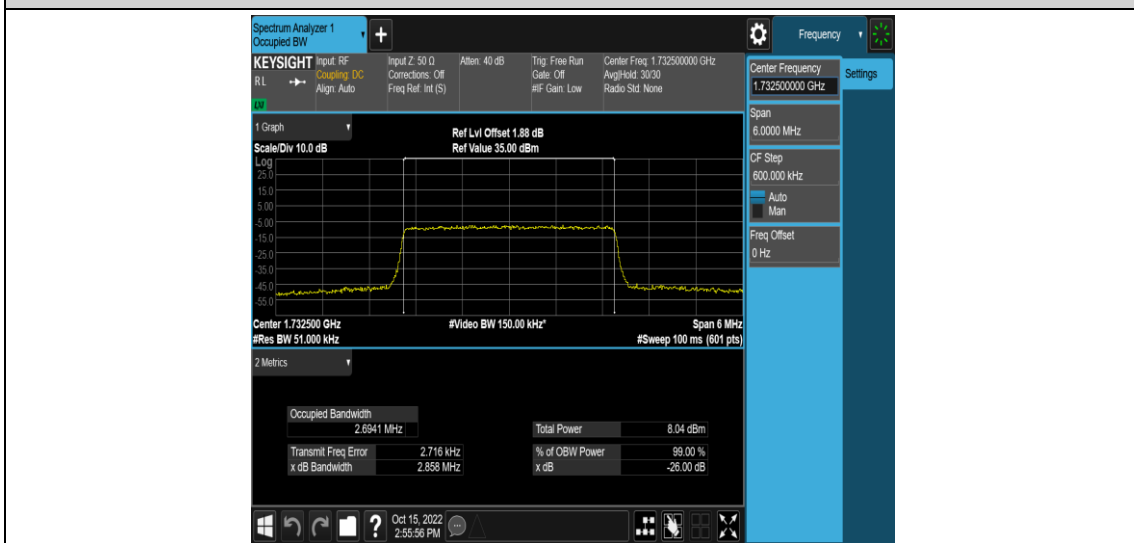 Spectrum Analyzer 1
Occupied BW
Frequency
KEYSIGHT
RL
LXI
Input: RF
Coupling: DC
Align: Auto
Input Z: 50 Ω
Corrections: Off
Freq Ref: Int (S)
Atten: 40 dB
Trig: Free Run
Gate: Off
#IF Gain: Low
Center Freq: 1.732500000 GHz
Avg|Hold: 30/30
Radio Std: None
Center Frequency
1.732500000 GHz
Settings
Span
6.0000 MHz
CF Step
600.000 kHz
Auto
Man
Freq Offset
0 Hz
1 Graph
Scale/Div 10.0 dB
Ref Lvl Offset 1.88 dB
Ref Value 35.00 dBm
Log
25.0
15.0
5.00
-5.00
-15.0
-25.0
-35.0
-45.0
-55.0
Center 1.732500 GHz
#Res BW 51.000 kHz
#Video BW 150.00 kHz*
Span 6 MHz
#Sweep 100 ms (601 pts)
2 Metrics
Occupied Bandwidth
2.6941 MHz
Total Power 8.04 dBm
Transmit Freq Error 2.716 kHz
% of OBW Power 99.00 %
x dB Bandwidth 2.858 MHz
x dB -26.00 dB
?
Oct 15, 2022
2:55:56 PM